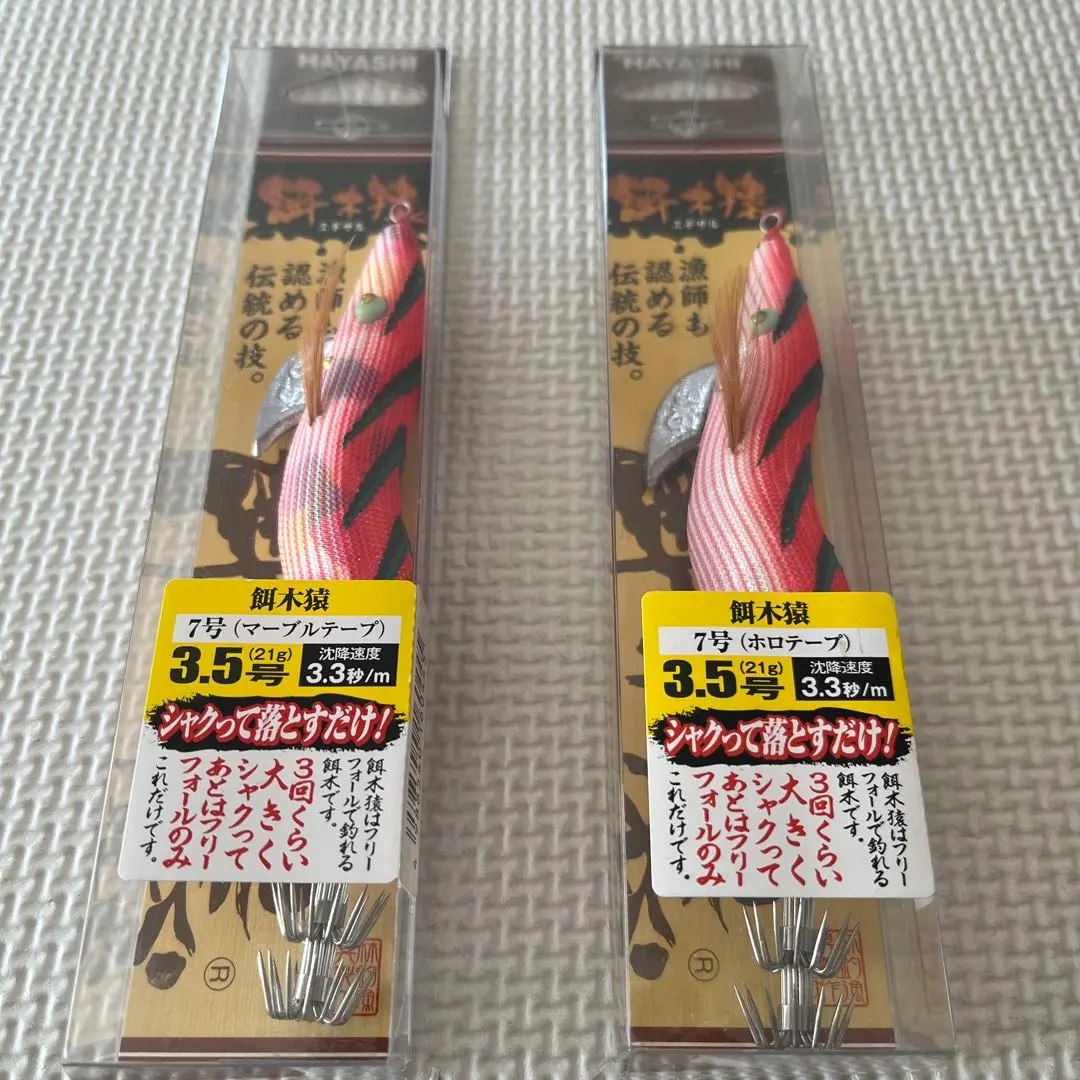 HAYASHI
餌木猿
エギザル
漁師も
認める
伝統の技。
餌木猿
7号(マーブルテープ)
3.5号
(21g)
沈降速度
3.3秒/m
シャクって落とすだけ!
餌木猿はフリー
フォールで釣れる
餌木です。
3回くらい
大きく
シャクって
あとはフリー
フォールのみ
これだけです。
R
HAYASHI
餌木猿
エギザル
漁師も
認める
伝統の技。
餌木猿
7号(ホロテープ)
3.5号
(21g)
沈降速度
3.3秒/m
シャクって落とすだけ!
餌木猿はフリー
フォールで釣れる
餌木です。
3回くらい
大きく
シャクって
あとはフリー
フォールのみ
これだけです。
R